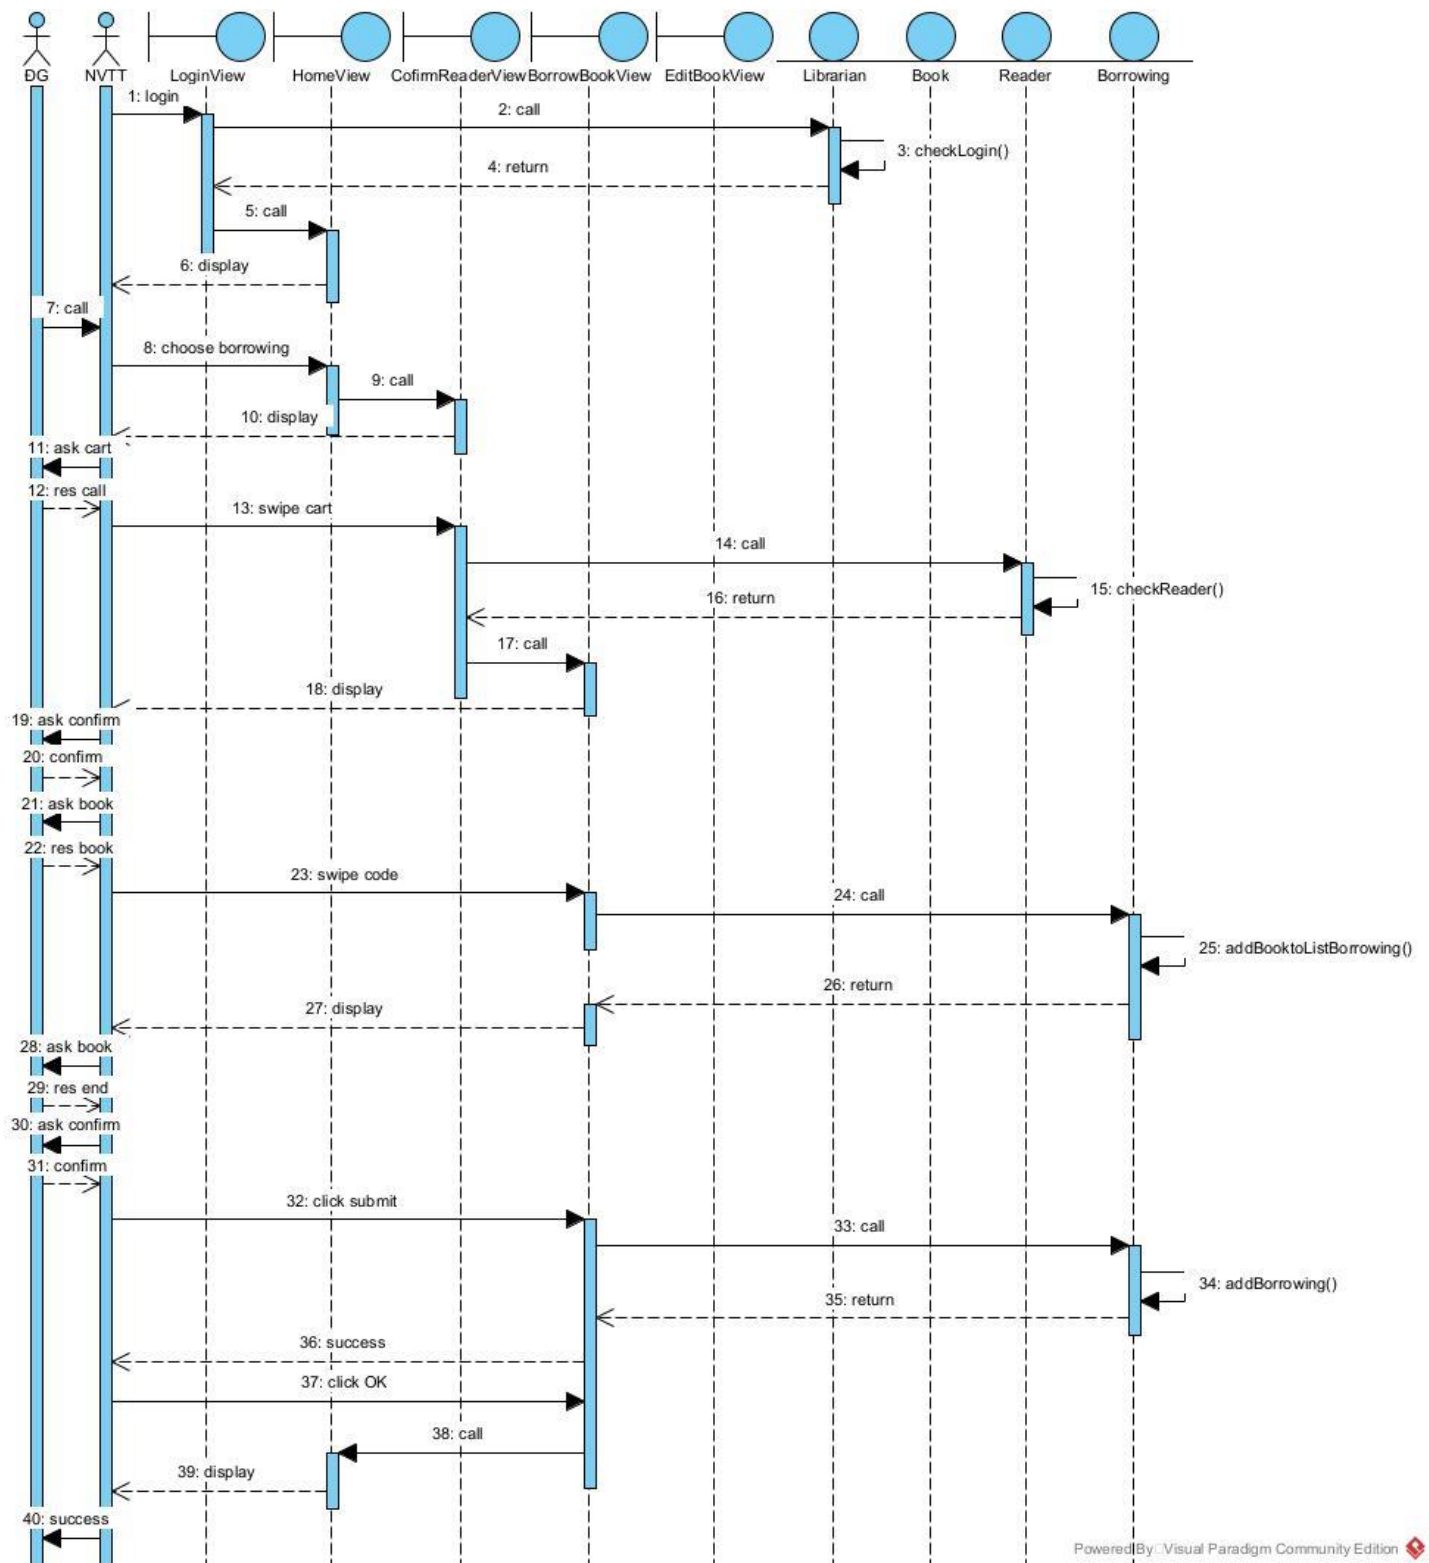 ĐG
NVTT
LoginView
HomeView
CofirmReaderView
BorrowBookView
EditBookView
Librarian
Book
Reader
Borrowing
1: login
2: call
3: checkLogin()
4: return
5: call
6: display
7: call
8: choose borrowing
9: call
10: display
11: ask cart
12: res call
13: swipe cart
14: call
15: checkReader()
16: return
17: call
18: display
19: ask confirm
20: confirm
21: ask book
22: res book
23: swipe code
24: call
25: addBooktoListBorrowing()
26: return
27: display
28: ask book
29: res end
30: ask confirm
31: confirm
32: click submit
33: call
34: addBorrowing()
35: return
36: success
37: click OK
38: call
39: display
40: success
Powered By Visual Paradigm Community Edition